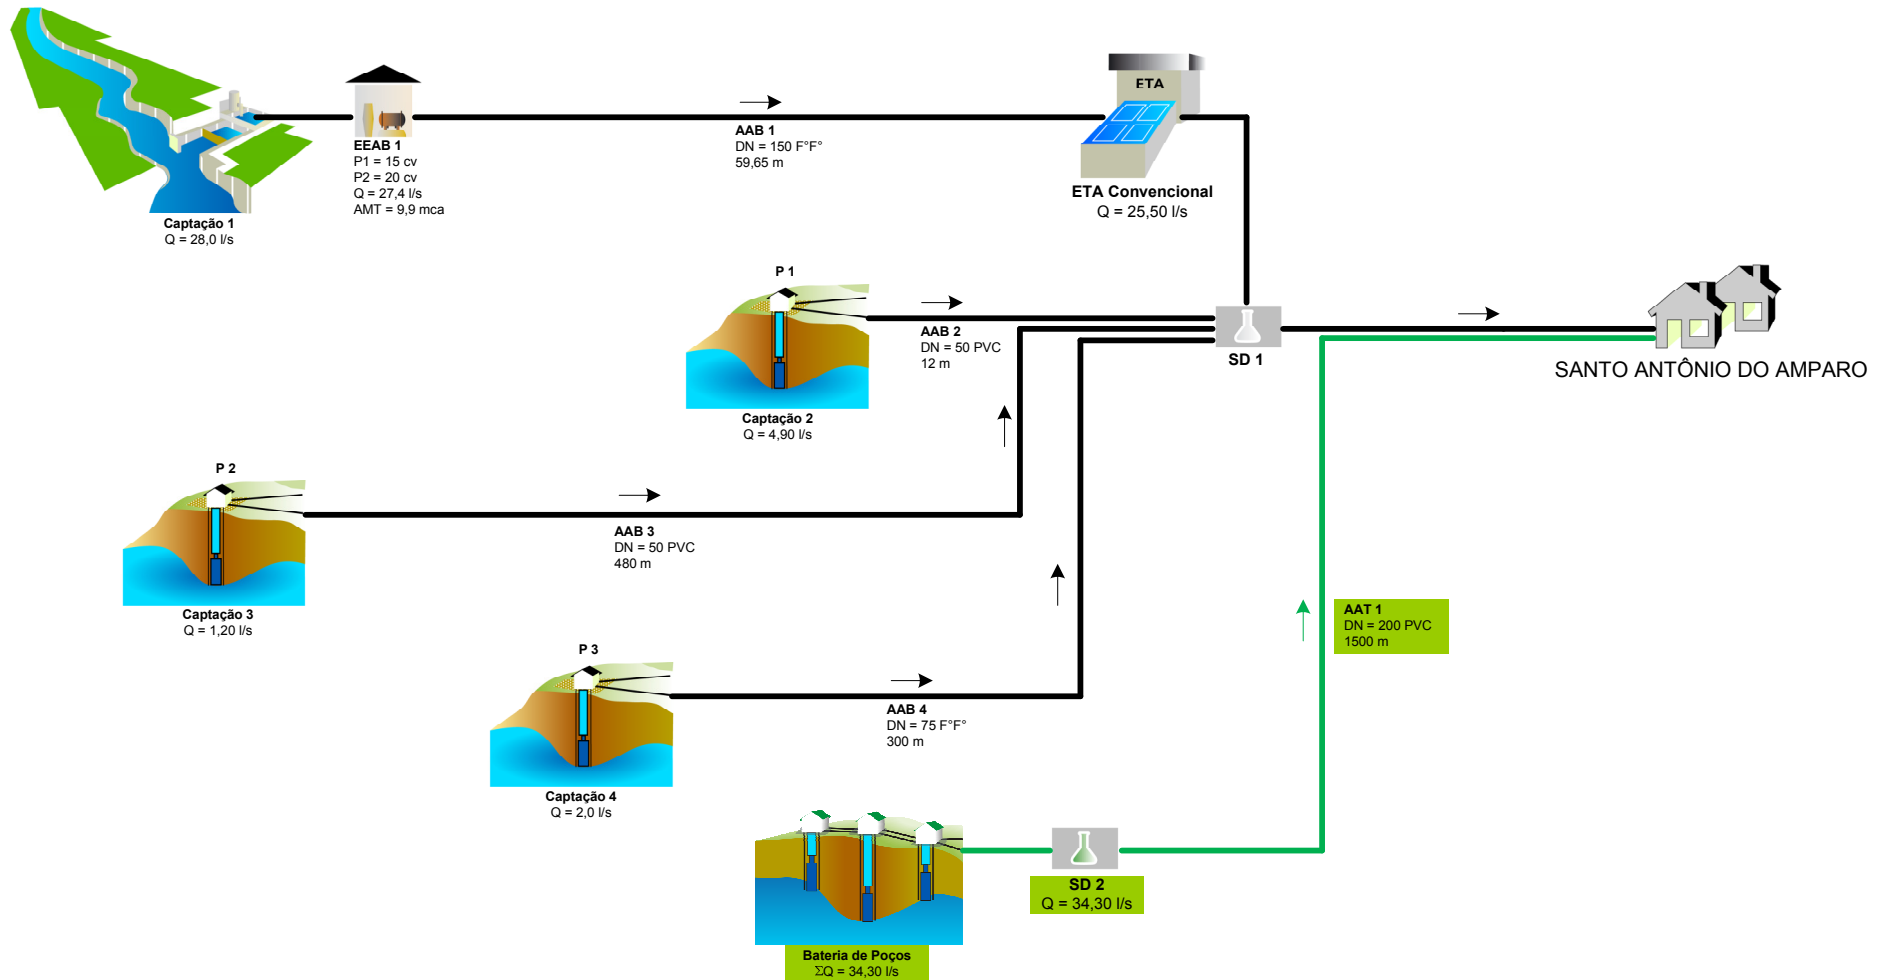 ETA
AAB 1
DN = 150 F°F°
59,65 m
EEAB 1
P1 = 15 cv
P2 = 20 cv
Q = 27,4 l/s
AMT = 9,9 mca
Captação 1
Q = 28,0 l/s
ETA Convencional
Q = 25,50 l/s
P 1
AAB 2
DN = 50 PVC
12 m
SD 1
SANTO ANTÔNIO DO AMPARO
Captação 2
Q = 4,90 l/s
P 2
AAB 3
DN = 50 PVC
480 m
Captação 3
Q = 1,20 l/s
AAT 1
DN = 200 PVC
1500 m
P 3
AAB 4
DN = 75 F°F°
300 m
Captação 4
Q = 2,0 l/s
SD 2
Q = 34,30 l/s
Bateria de Poços
ΣQ = 34,30 l/s